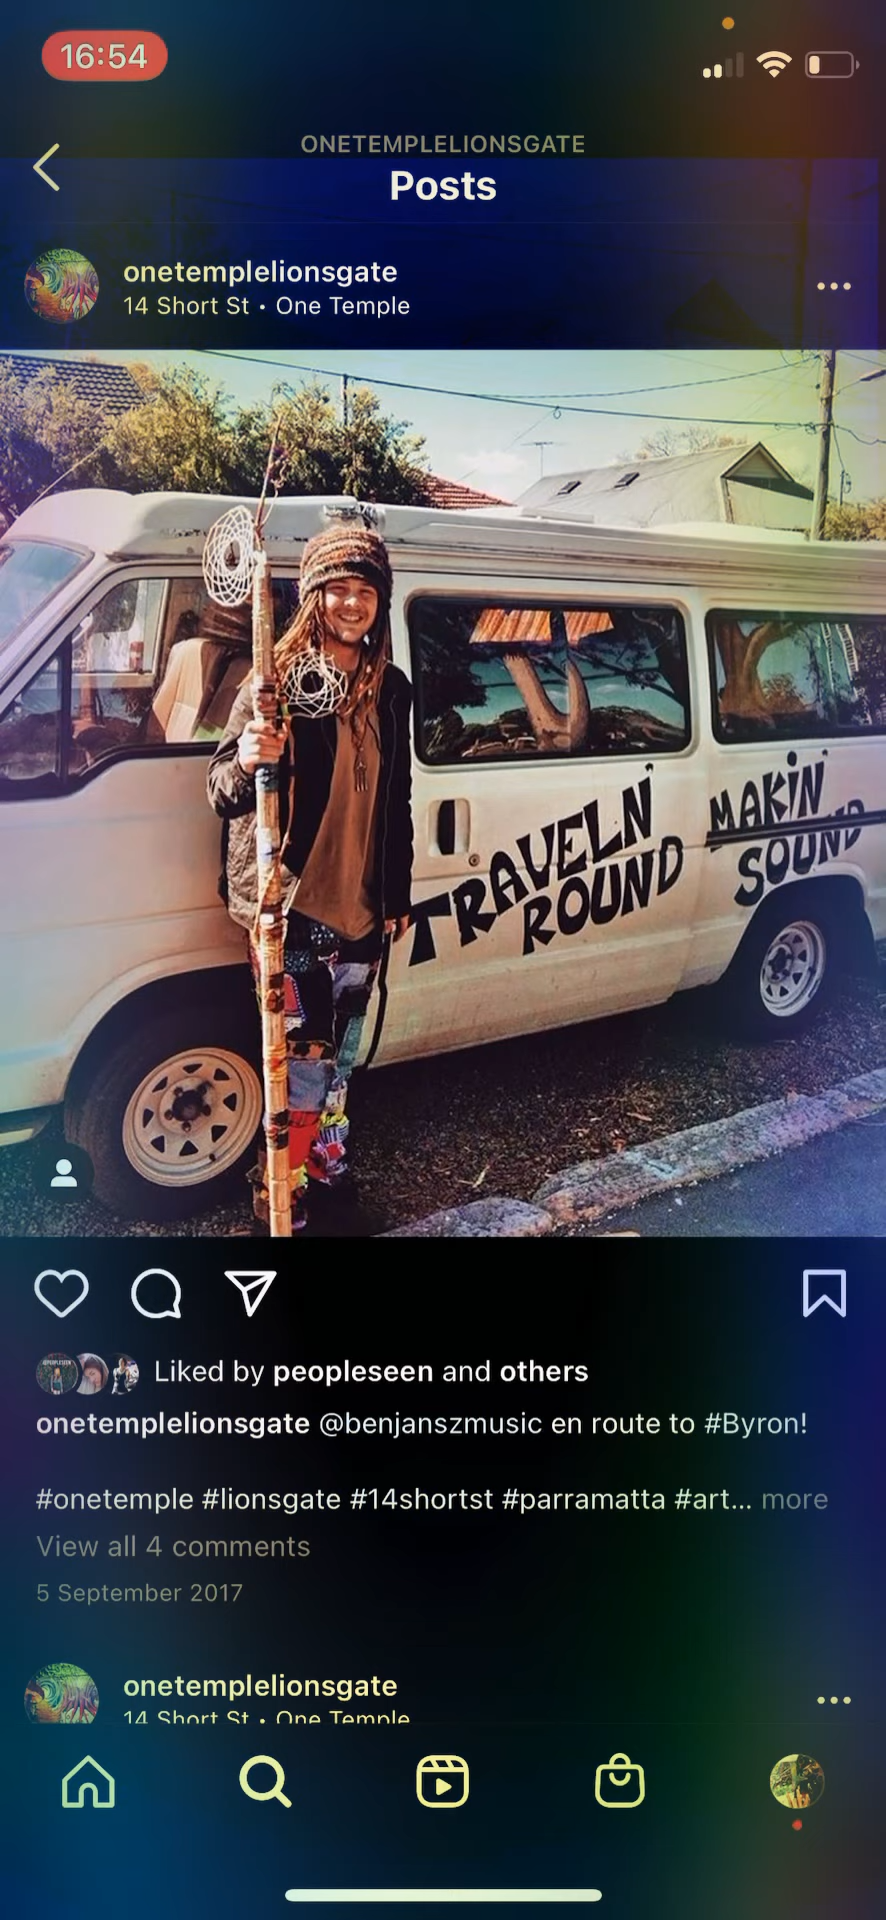 16:54
ONETEMPLELIONSGATE
Posts
onetemplelionsgate
14 Short St • One Temple
TRAVELN'
ROUND
MAKIN'
SOUND
Liked by peopleseen and others
onetemplelionsgate @benjanszmusic en route to #Byron!
#onetemple #lionsgate #14shortst #parramatta #art... more
View all 4 comments
5 September 2017
onetemplelionsgate
14 Short St • One Temple